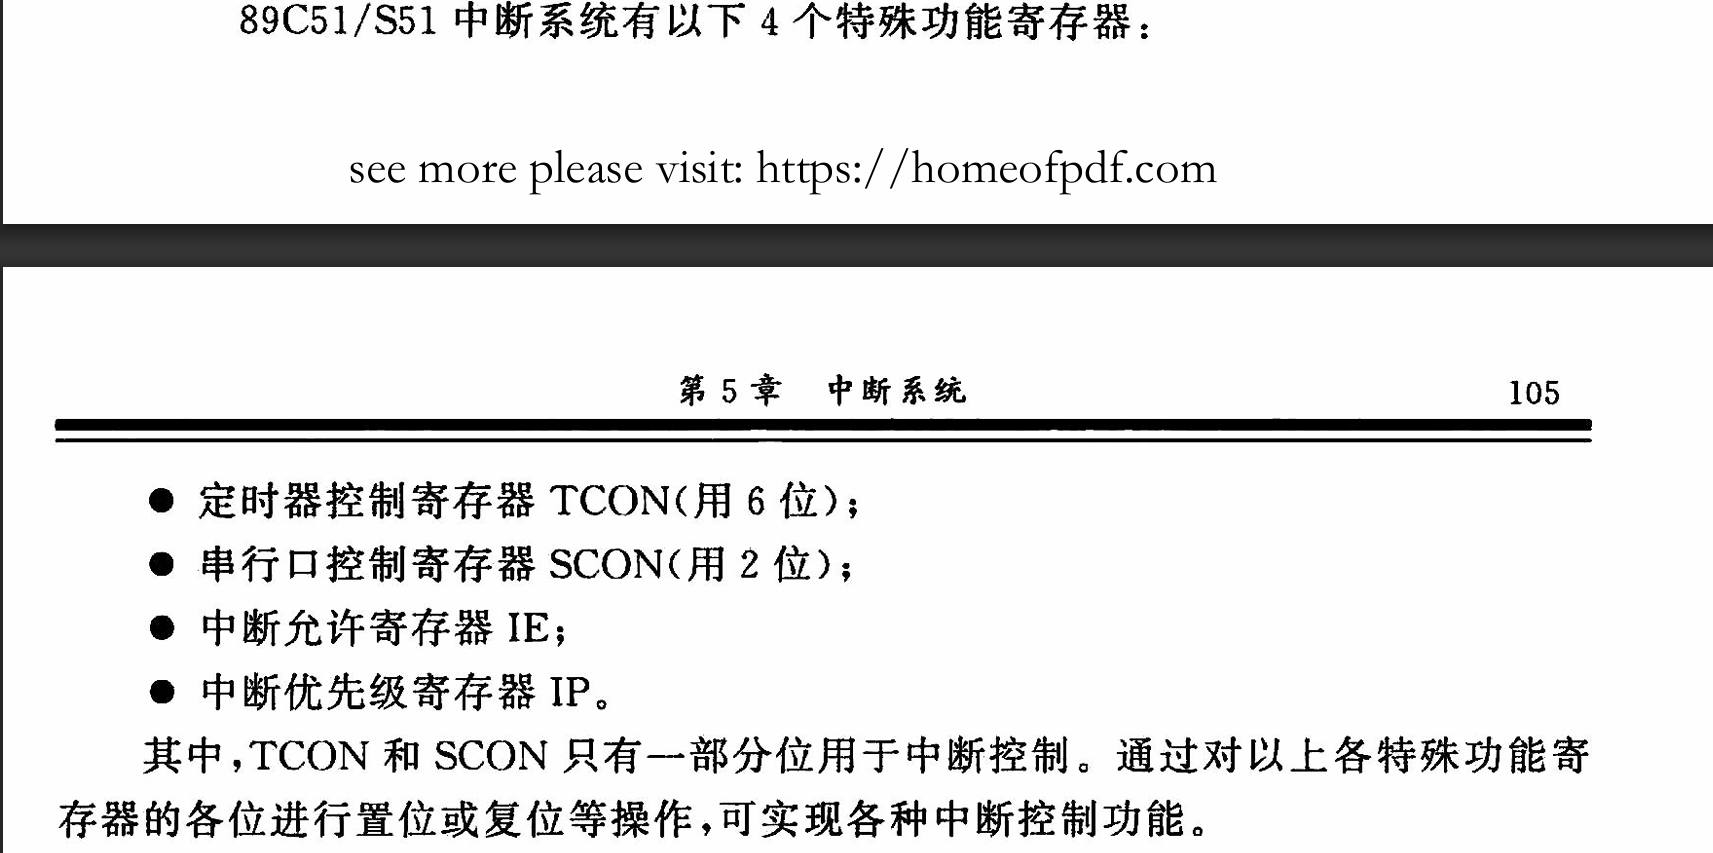 89C51/S51 中断系统有以下 4 个特殊功能寄存器：
see more please visit: https://homeofpdf.com
第 5 章 中断系统 105
● 定时器控制寄存器 TCON(用 6 位)；
● 串行口控制寄存器 SCON(用 2 位)；
● 中断允许寄存器 IE；
● 中断优先级寄存器 IP。
其中，TCON 和 SCON 只有一部分位用于中断控制。通过对以上各特殊功能寄
存器的各位进行置位或复位等操作，可实现各种中断控制功能。